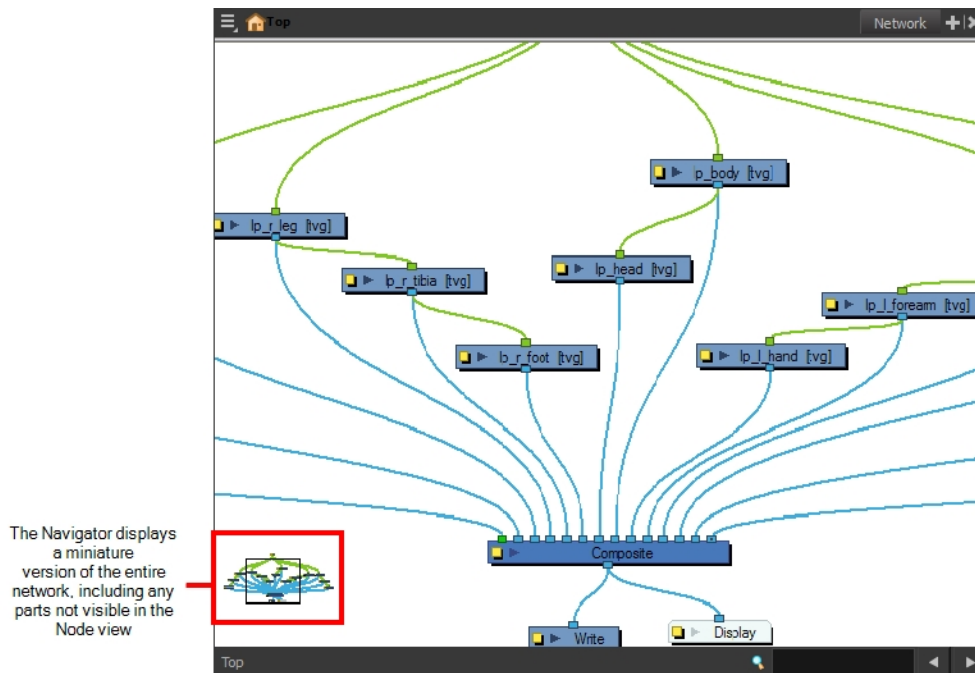 Top
Network
lp_body [tvg]
lp_r_leg [tvg]
lp_head [tvg]
lp_r_tibia [tvg]
lp_l_forearm [tvg]
lp_r_foot [tvg]
lp_l_hand [tvg]
The Navigator displays
a miniature
version of the entire
network, including any
parts not visible in the
Node view
Composite
Write
Display
Top